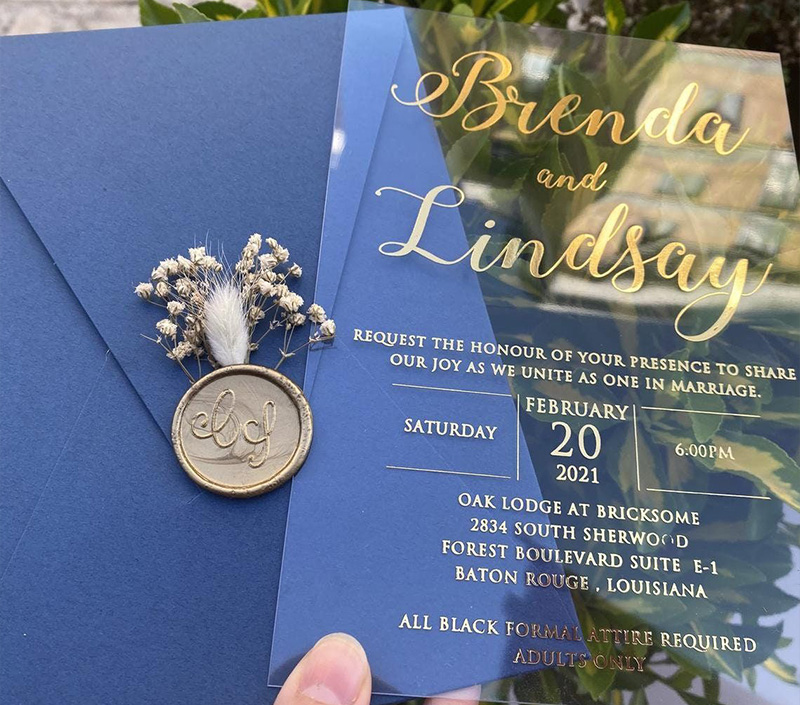 Brenda
and
Lindsay
REQUEST THE HONOUR OF YOUR PRESENCE TO SHARE
OUR JOY AS WE UNITE AS ONE IN MARRIAGE.
SATURDAY
FEBRUARY
20
2021
6.00PM
OAK LODGE AT BRICKSOME
2834 SOUTH SHERWOOD
FOREST BOULEVARD SUITE E-1
BATON ROUGE , LOUISIANA
ALL BLACK FORMAL ATTIRE REQUIRED
ADULTS ONLY